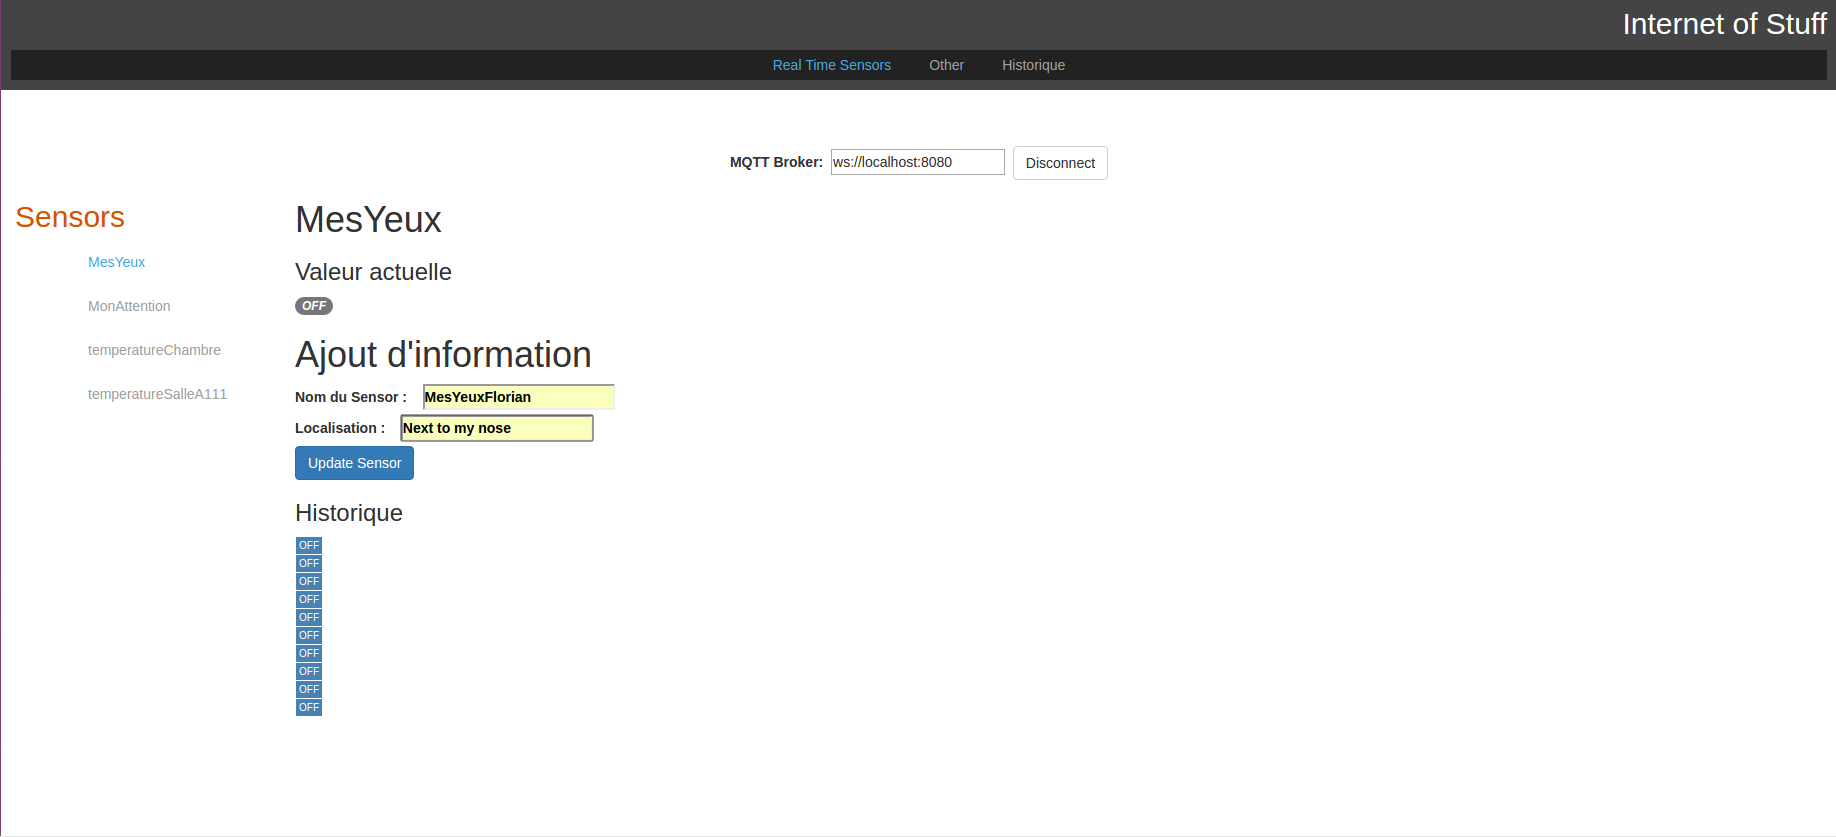 Internet of Stuff
Real Time Sensors Other Historique
MQTT Broker: ws://localhost:8080 Disconnect
Sensors
MesYeux
MonAttention
temperatureChambre
temperatureSalleA111
MesYeux
Valeur actuelle
OFF
Ajout d'information
Nom du Sensor : MesYeuxFlorian
Localisation : Next to my nose
Update Sensor
Historique
OFF
OFF
OFF
OFF
OFF
OFF
OFF
OFF
OFF
OFF